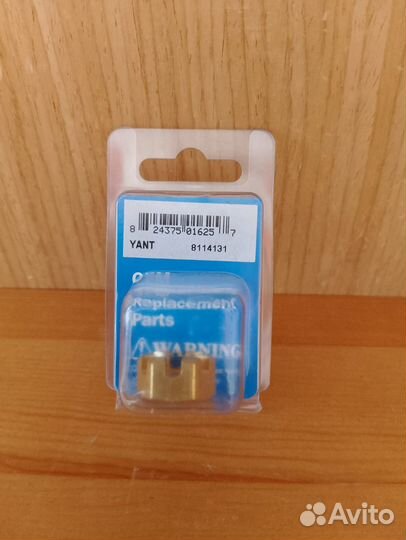 8 24375 01625 7
YANT 8114131
Replacement
Parts
⚠WARNING
Avito